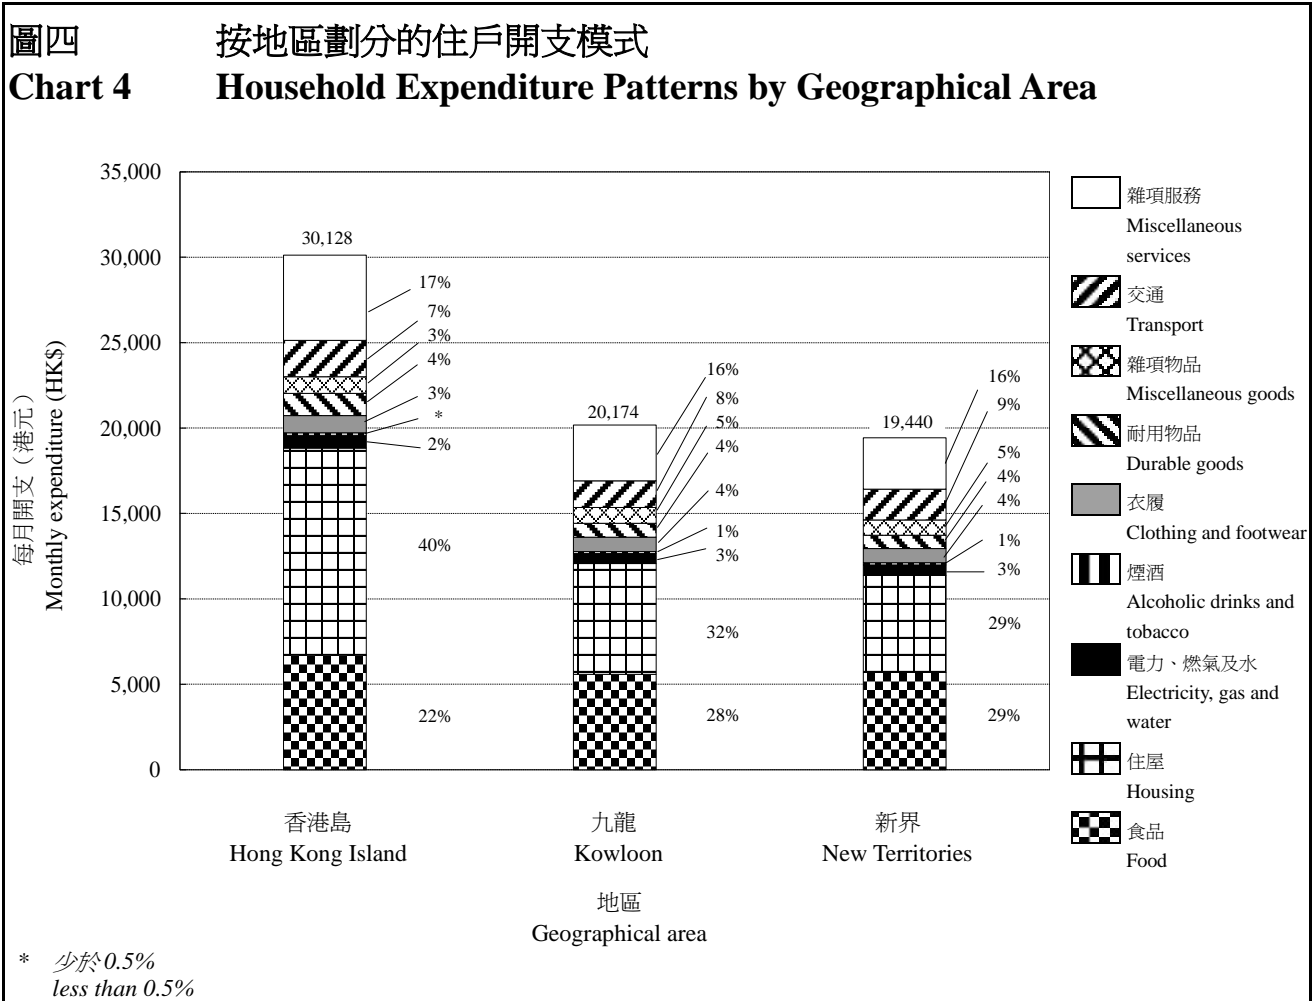 圖四 按地區劃分的住戶開支模式
Chart 4 Household Expenditure Patterns by Geographical Area
每月開支（港元）
Monthly expenditure (HK$)
35,000
30,000
25,000
20,000
15,000
10,000
5,000
0
30,128
17%
7%
3%
4%
3%
*
2%
40%
22%
20,174
16%
8%
5%
4%
4%
1%
3%
32%
28%
19,440
16%
9%
5%
4%
4%
1%
3%
29%
29%
香港島
Hong Kong Island
九龍
Kowloon
新界
New Territories
地區
Geographical area
雜項服務
Miscellaneous
services
交通
Transport
雜項物品
Miscellaneous goods
耐用物品
Durable goods
衣履
Clothing and footwear
煙酒
Alcoholic drinks and
tobacco
電力、燃氣及水
Electricity, gas and
water
住屋
Housing
食品
Food
* 少於 0.5%
less than 0.5%